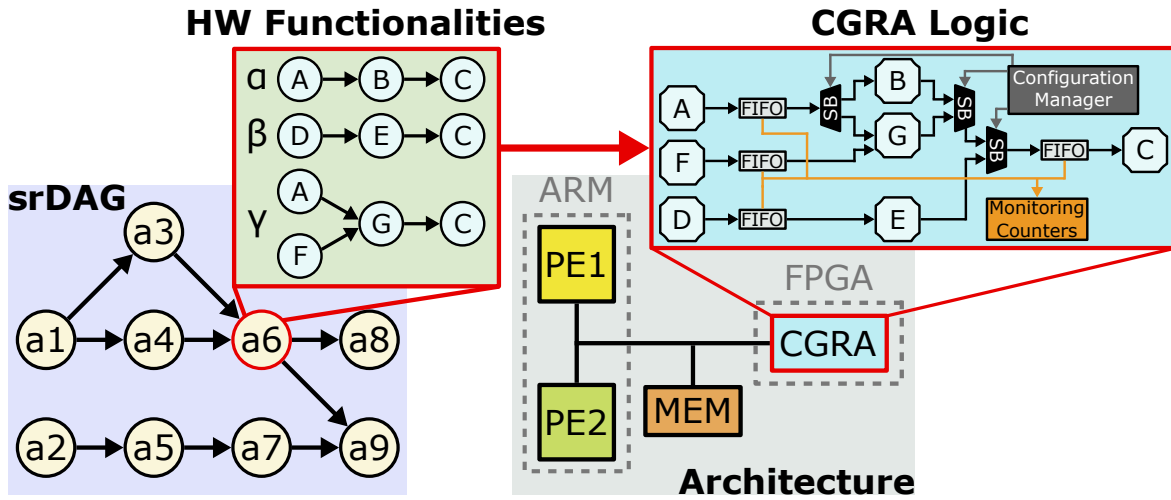 HW Functionalities
CGRA Logic
α A B C
β D E C
γ A F G C
A FIFO SB B SB Configuration Manager
F FIFO G SB FIFO C
D FIFO E Monitoring Counters
srDAG
a3
a1 a4 a6 a8
a2 a5 a7 a9
ARM
PE1
FPGA
CGRA
PE2
MEM
Architecture